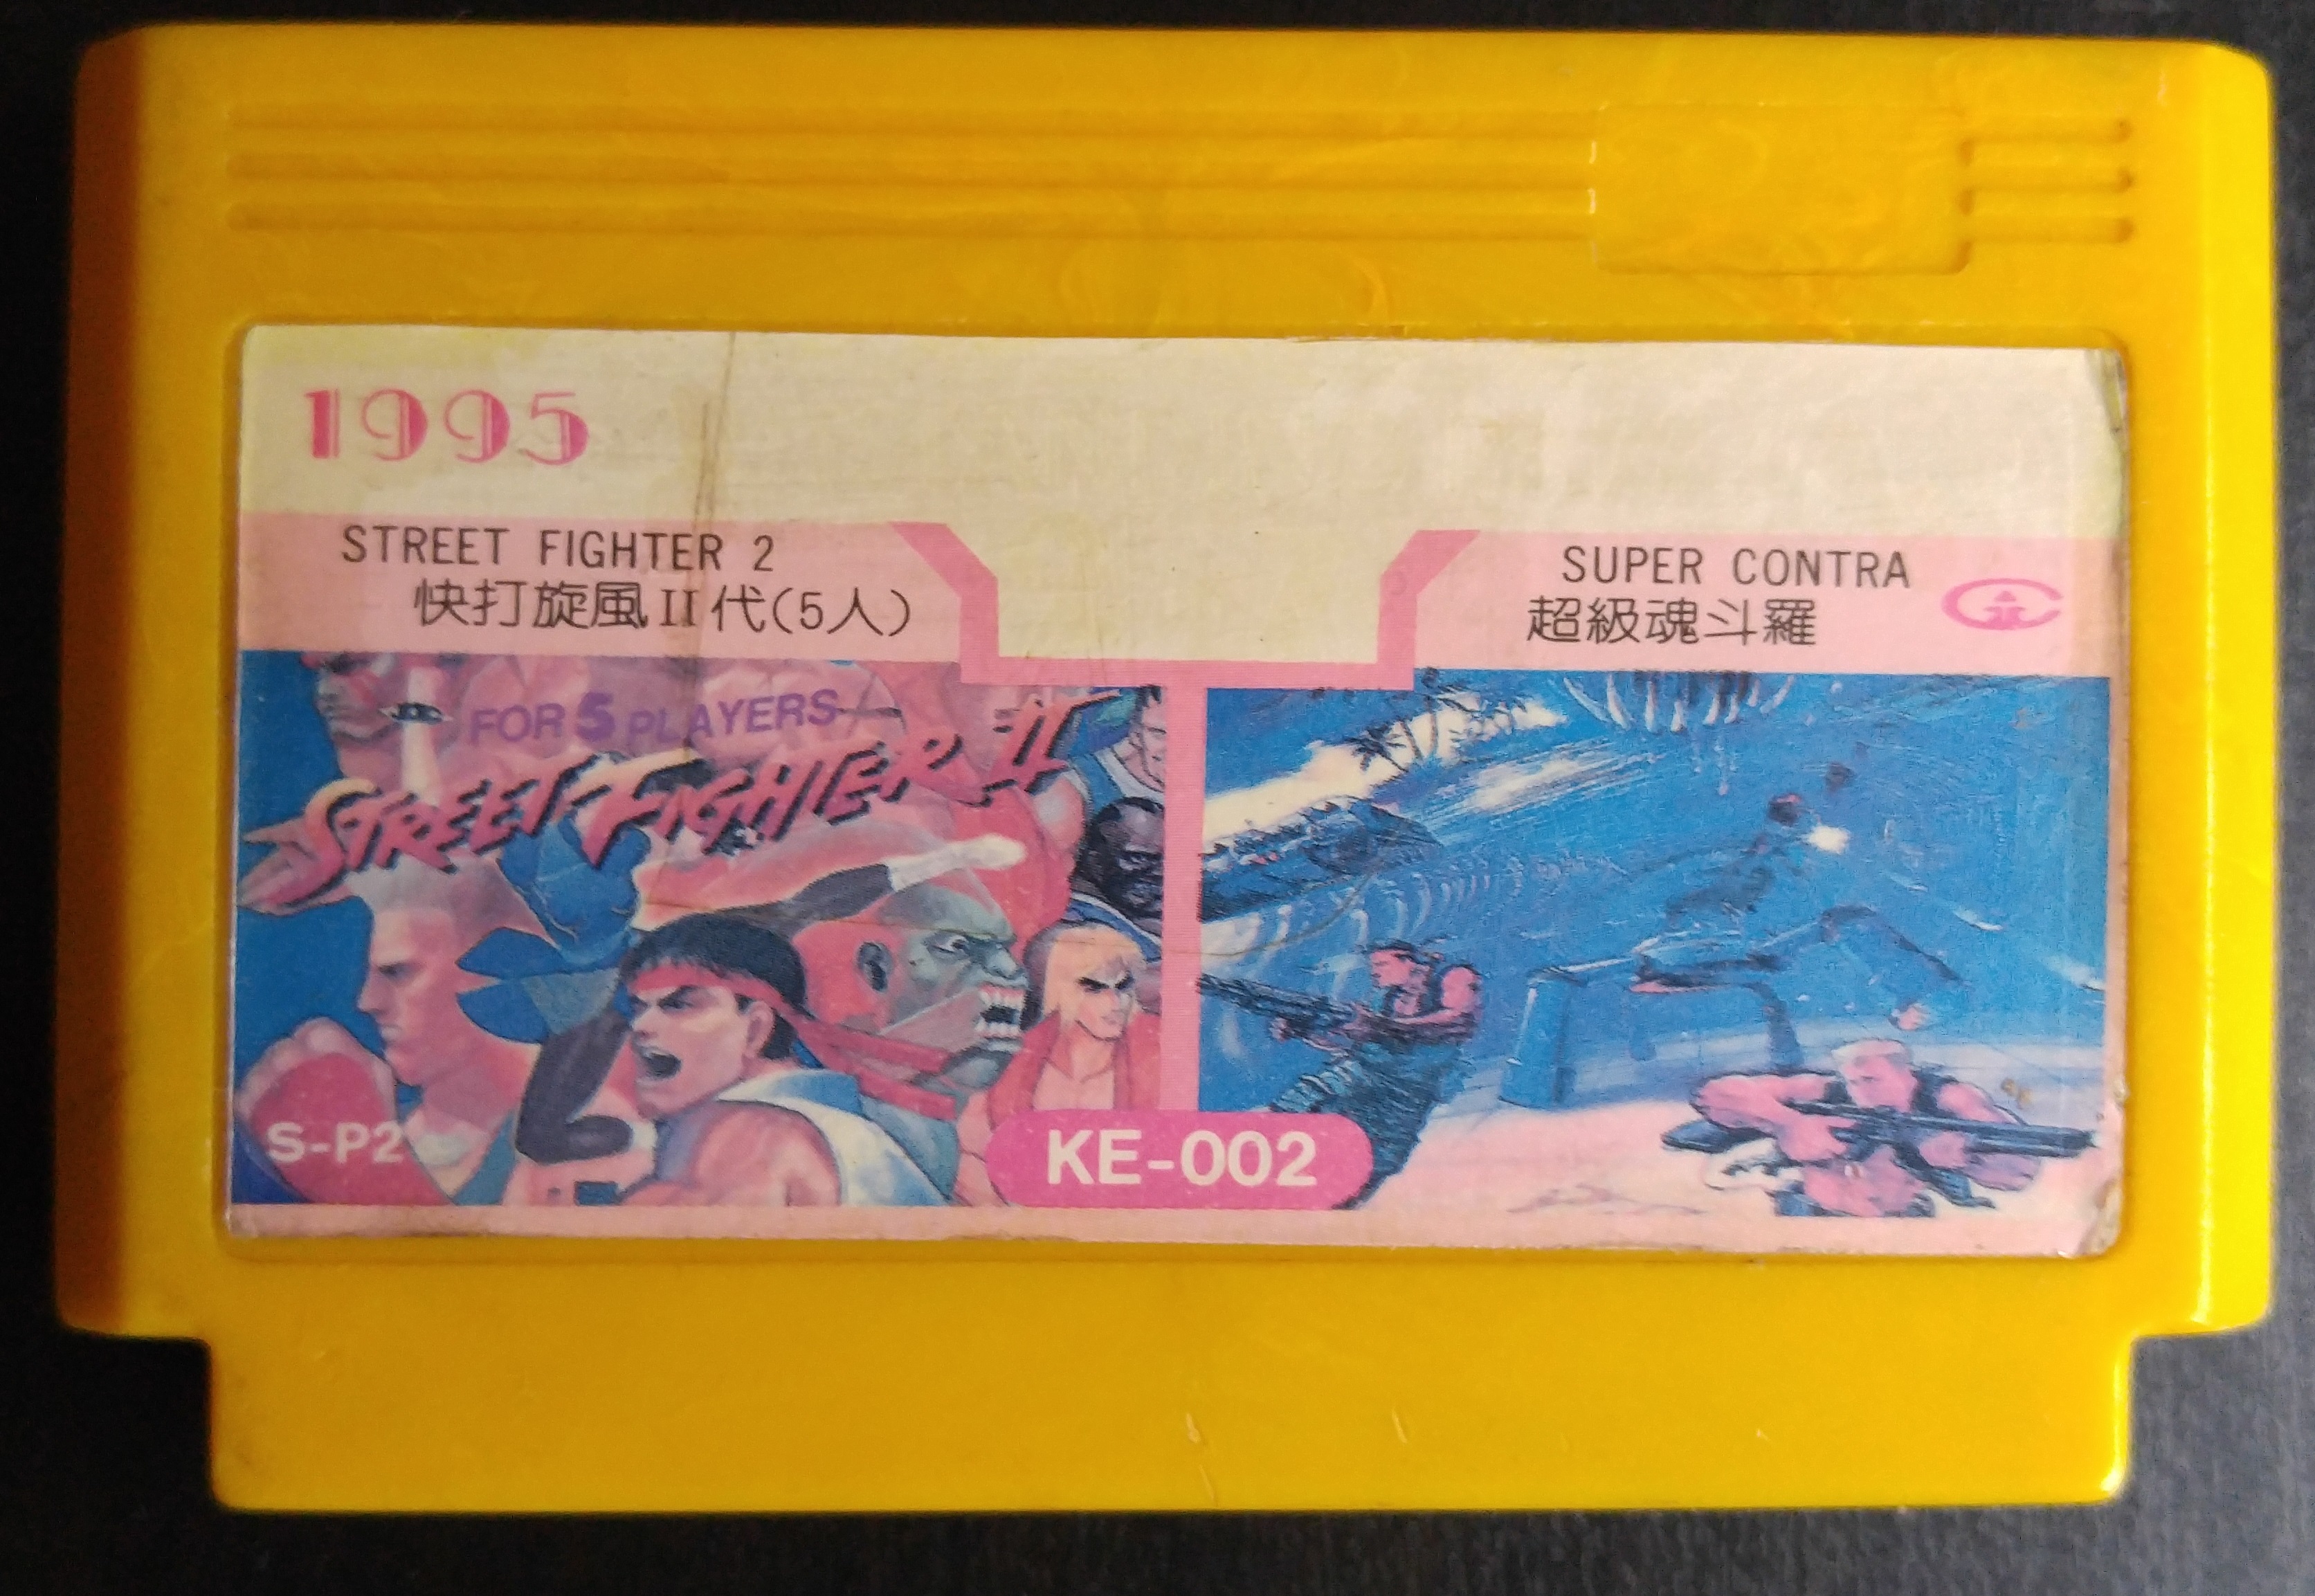 1995
STREET FIGHTER 2
快打旋風II代(5人)
SUPER CONTRA
超級魂斗羅
FOR 5 PLAYERS
STREET FIGHTER II
S-P2
KE-002